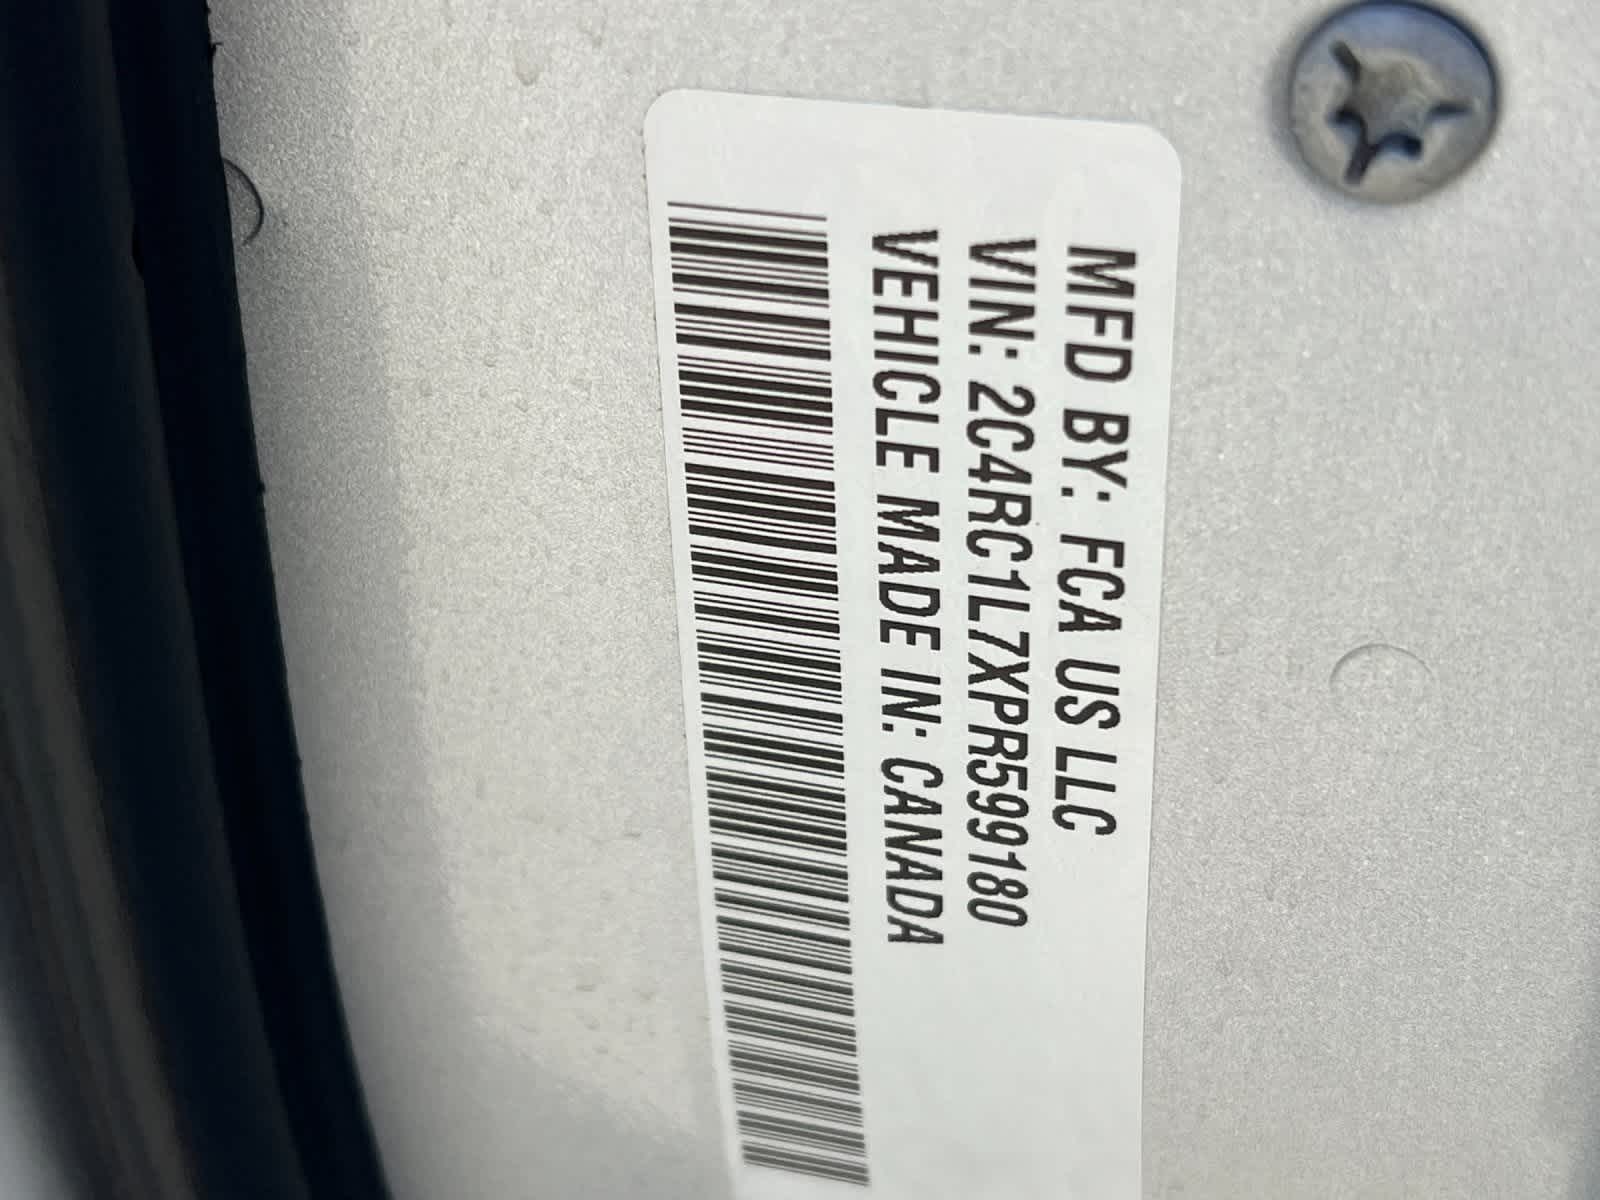 MFD BY: FCA US LLC
VIN: 2C4RC1L7XPR599180
VEHICLE MADE IN: CANADA